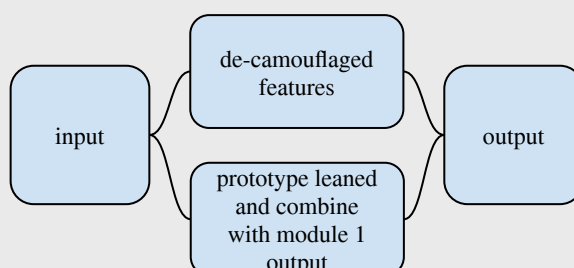 input
de-camouflaged
features
prototype leaned
and combine
with module 1
output
output